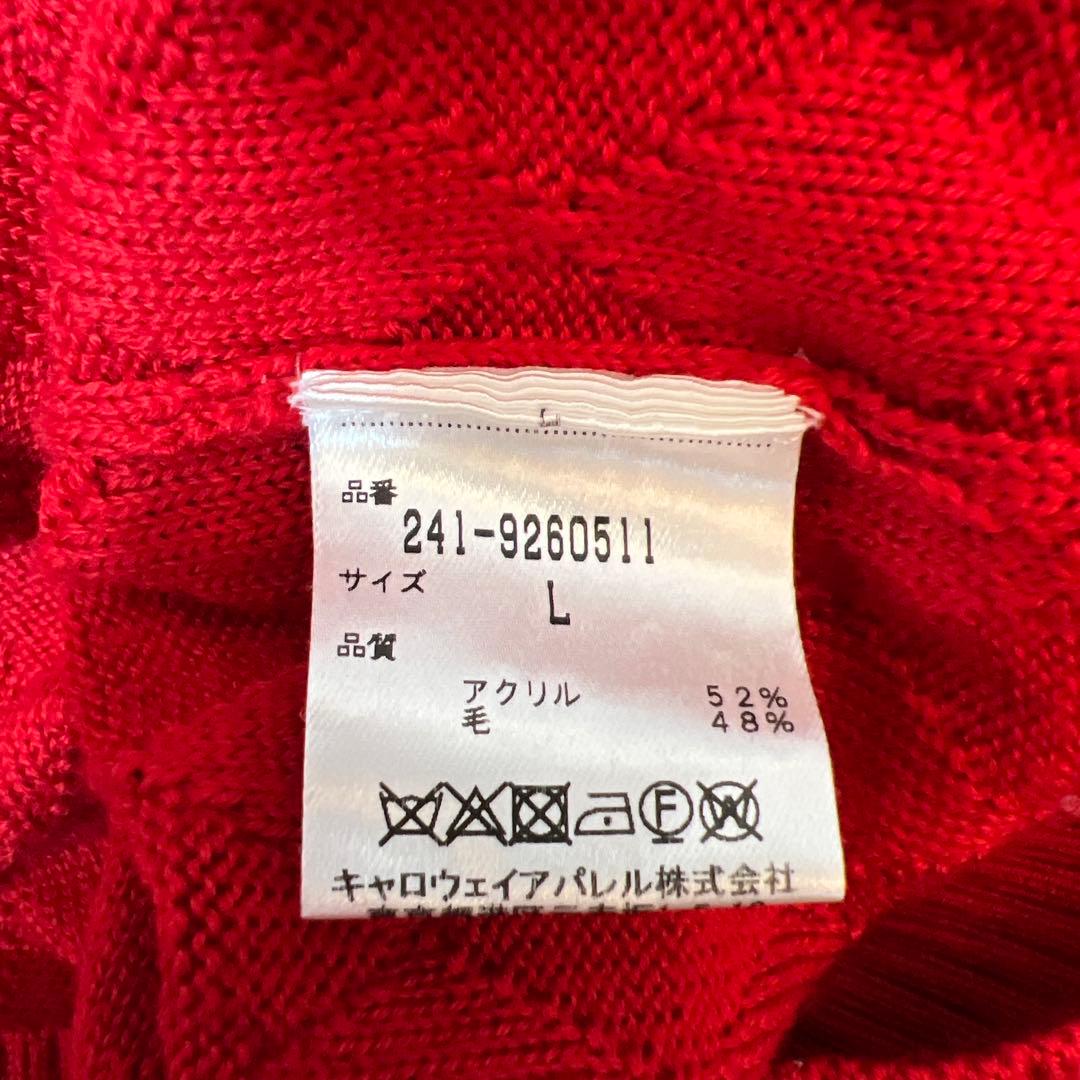 L
品番
241-9260511
サイズ
L
品質
アクリル 52%
毛 48%
F W
キャロウェイアパレル株式会社